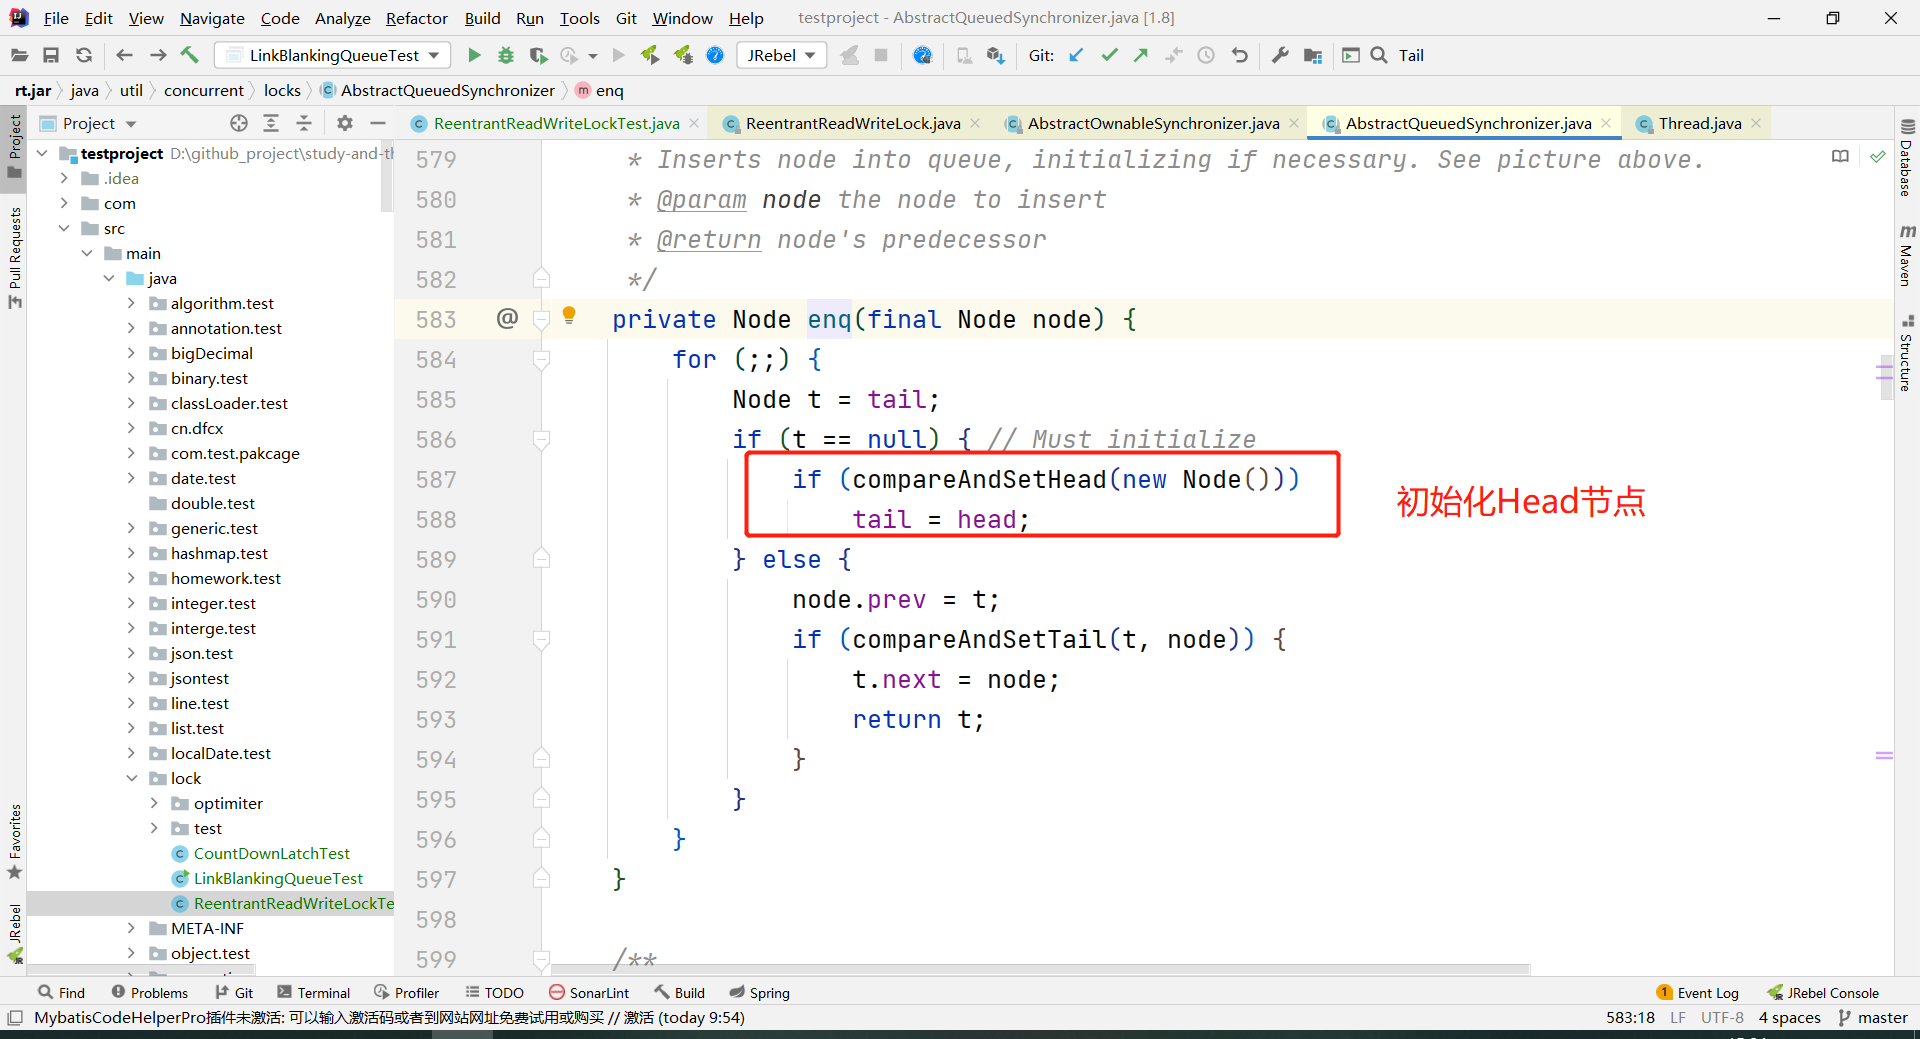 File Edit View Navigate Code Analyze Refactor Build Run Tools Git Window Help testproject - AbstractQueuedSynchronizer.java [1.8]
LinkBlankingQueueTest JRebel Git: Tail
rt.jar java util concurrent locks AbstractQueuedSynchronizer enq
Project
ReentrantReadWriteLockTest.java ReentrantReadWriteLock.java AbstractOwnableSynchronizer.java AbstractQueuedSynchronizer.java Thread.java
Project
Pull Requests
Favorites
JRebel
testproject D:\github_project\study-and-th
.idea
com
src
main
java
algorithm.test
annotation.test
bigDecimal
binary.test
classLoader.test
cn.dfcx
com.test.pakcage
date.test
double.test
generic.test
hashmap.test
homework.test
integer.test
interge.test
json.test
jsontest
line.test
list.test
localDate.test
lock
optimiter
test
CountDownLatchTest
LinkBlankingQueueTest
ReentrantReadWriteLockTe
META-INF
object.test
579 * Inserts node into queue, initializing if necessary. See picture above.
580 * @param node the node to insert
581 * @return node's predecessor
582 */
583 @ private Node enq(final Node node) {
584 for (;;) {
585 Node t = tail;
586 if (t == null) { // Must initialize
587 if (compareAndSetHead(new Node()))
588 tail = head;
初始化Head节点
589 } else {
590 node.prev = t;
591 if (compareAndSetTail(t, node)) {
592 t.next = node;
593 return t;
594 }
595 }
596 }
597 }
598
599 /**
Database
Maven
Structure
Find Problems Git Terminal Profiler TODO SonarLint Build Spring 1 Event Log JRebel Console
MybatisCodeHelperPro插件未激活: 可以输入激活码或者到网站网址免费试用或购买 // 激活 (today 9:54) 583:18 LF UTF-8 4 spaces master